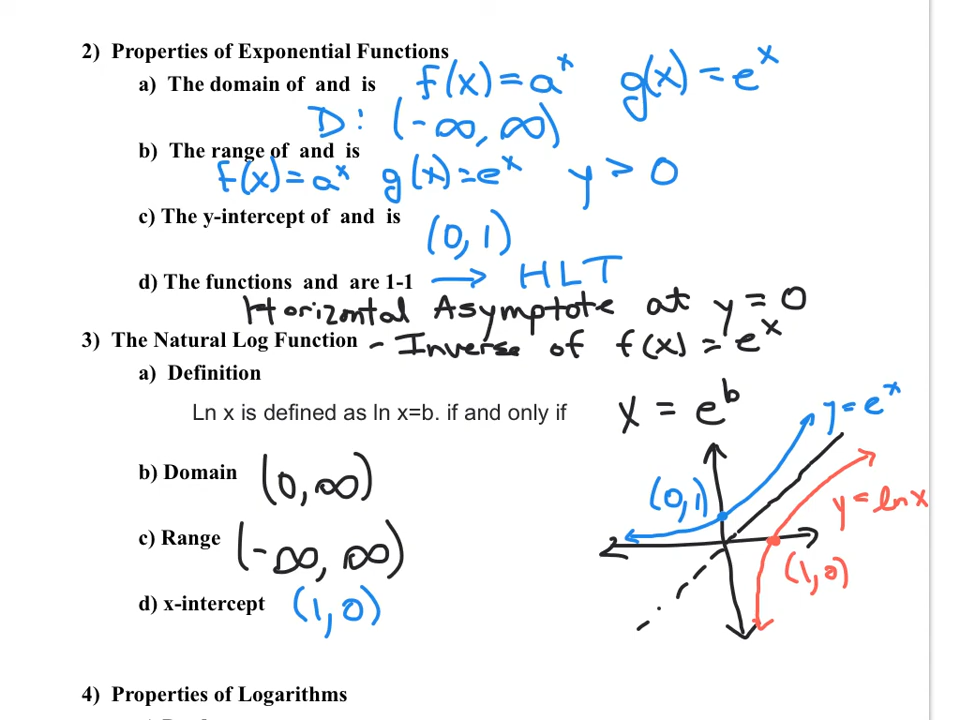 2) Properties of Exponential Functions
a) The domain of and is f(x) = a^x g(x) = e^x
D: (-∞, ∞)
b) The range of and is
f(x) = a^x g(x) = e^x y > 0
c) The y-intercept of and is
(0, 1)
d) The functions and are 1-1 → HLT
Horizontal Asymptote at y = 0
3) The Natural Log Function - Inverse of f(x) = e^x
a) Definition
Ln x is defined as ln x=b. if and only if x = e^b
y = e^x
b) Domain (0, ∞)
(0, 1)
y = ln x
c) Range (-∞, ∞)
(1, 0)
d) x-intercept (1, 0)
4) Properties of Logarithms